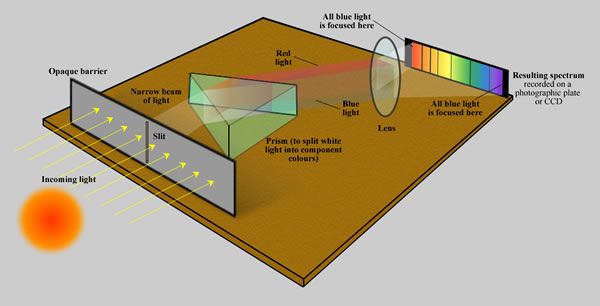 All blue light
is focused here
Red
light
Opaque barrier
Narrow beam
of light
Resulting spectrum
recorded on a
photographic plate
or CCD
Blue
light
All blue light is
focused here
Slit
Lens
Prism (to split white
light into component
colours)
Incoming light